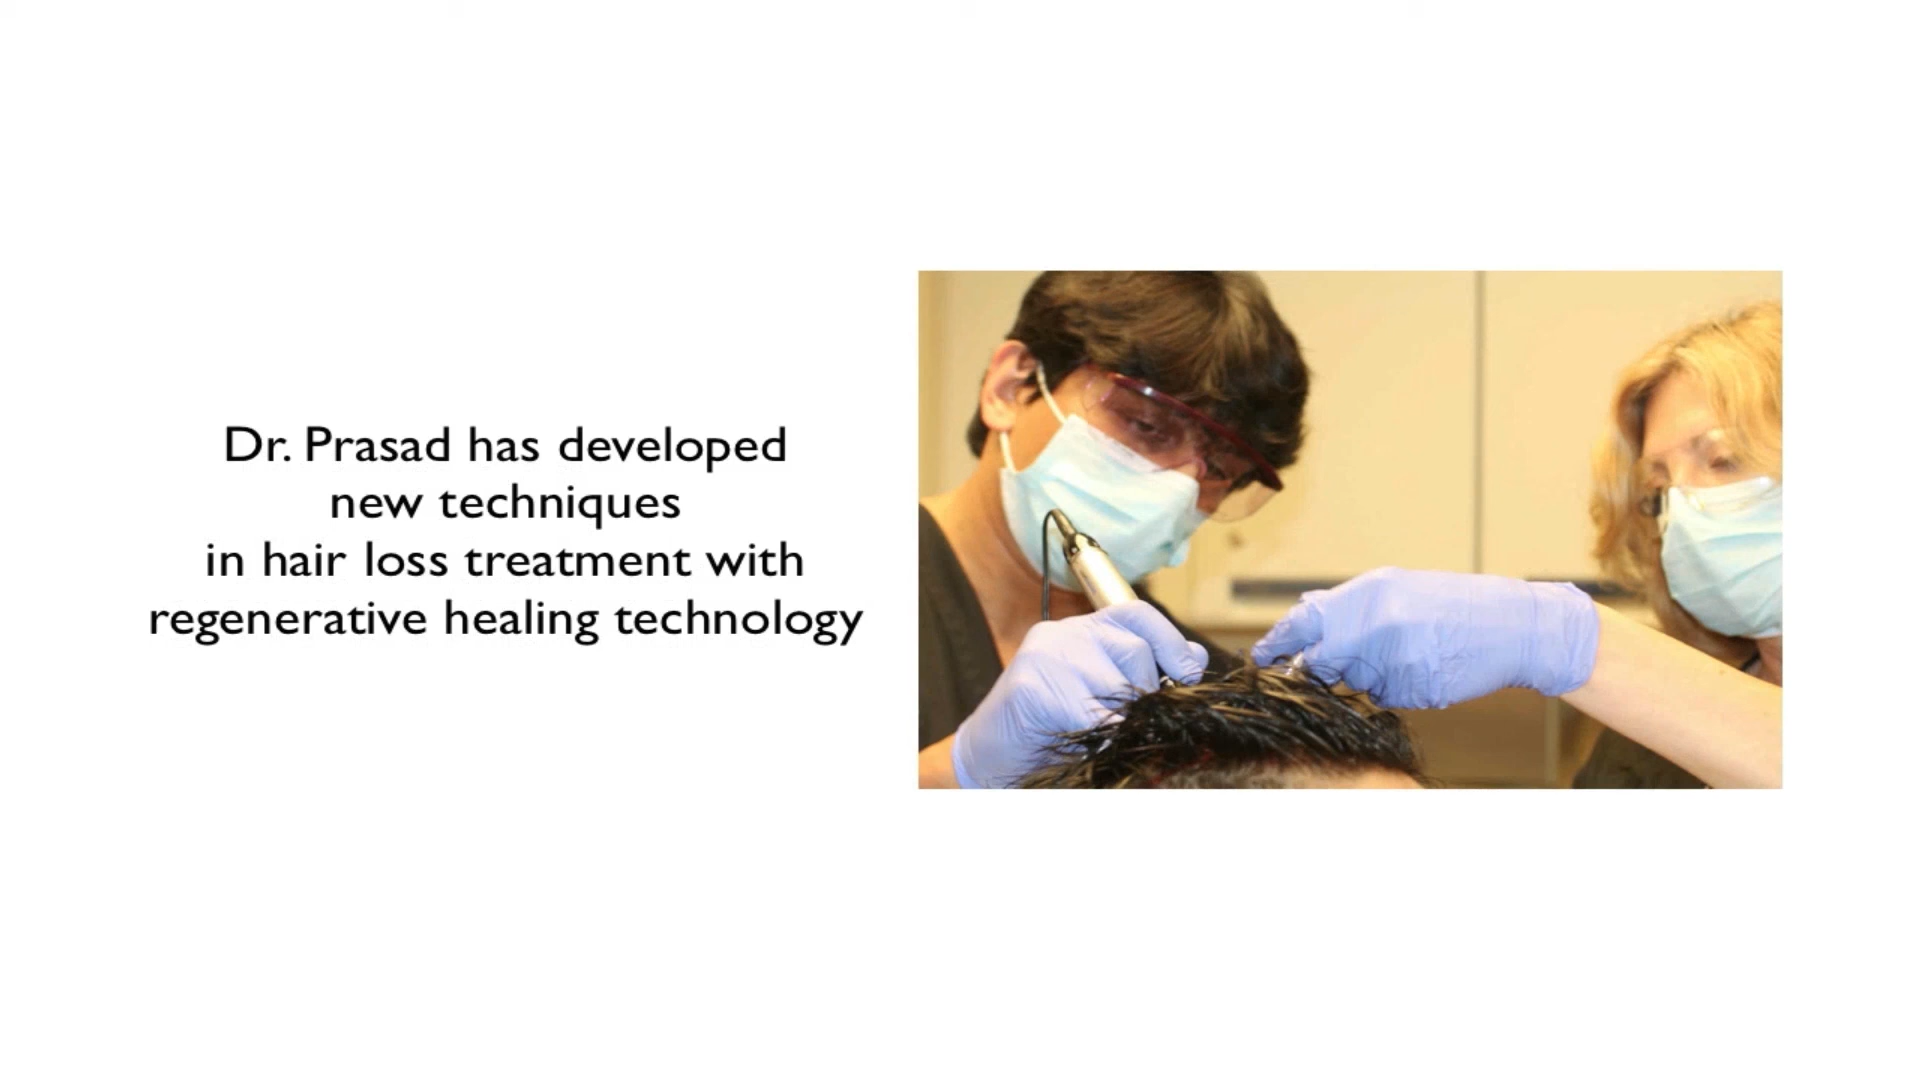 Dr. Prasad has developed
new techniques
in hair loss treatment with
regenerative healing technology